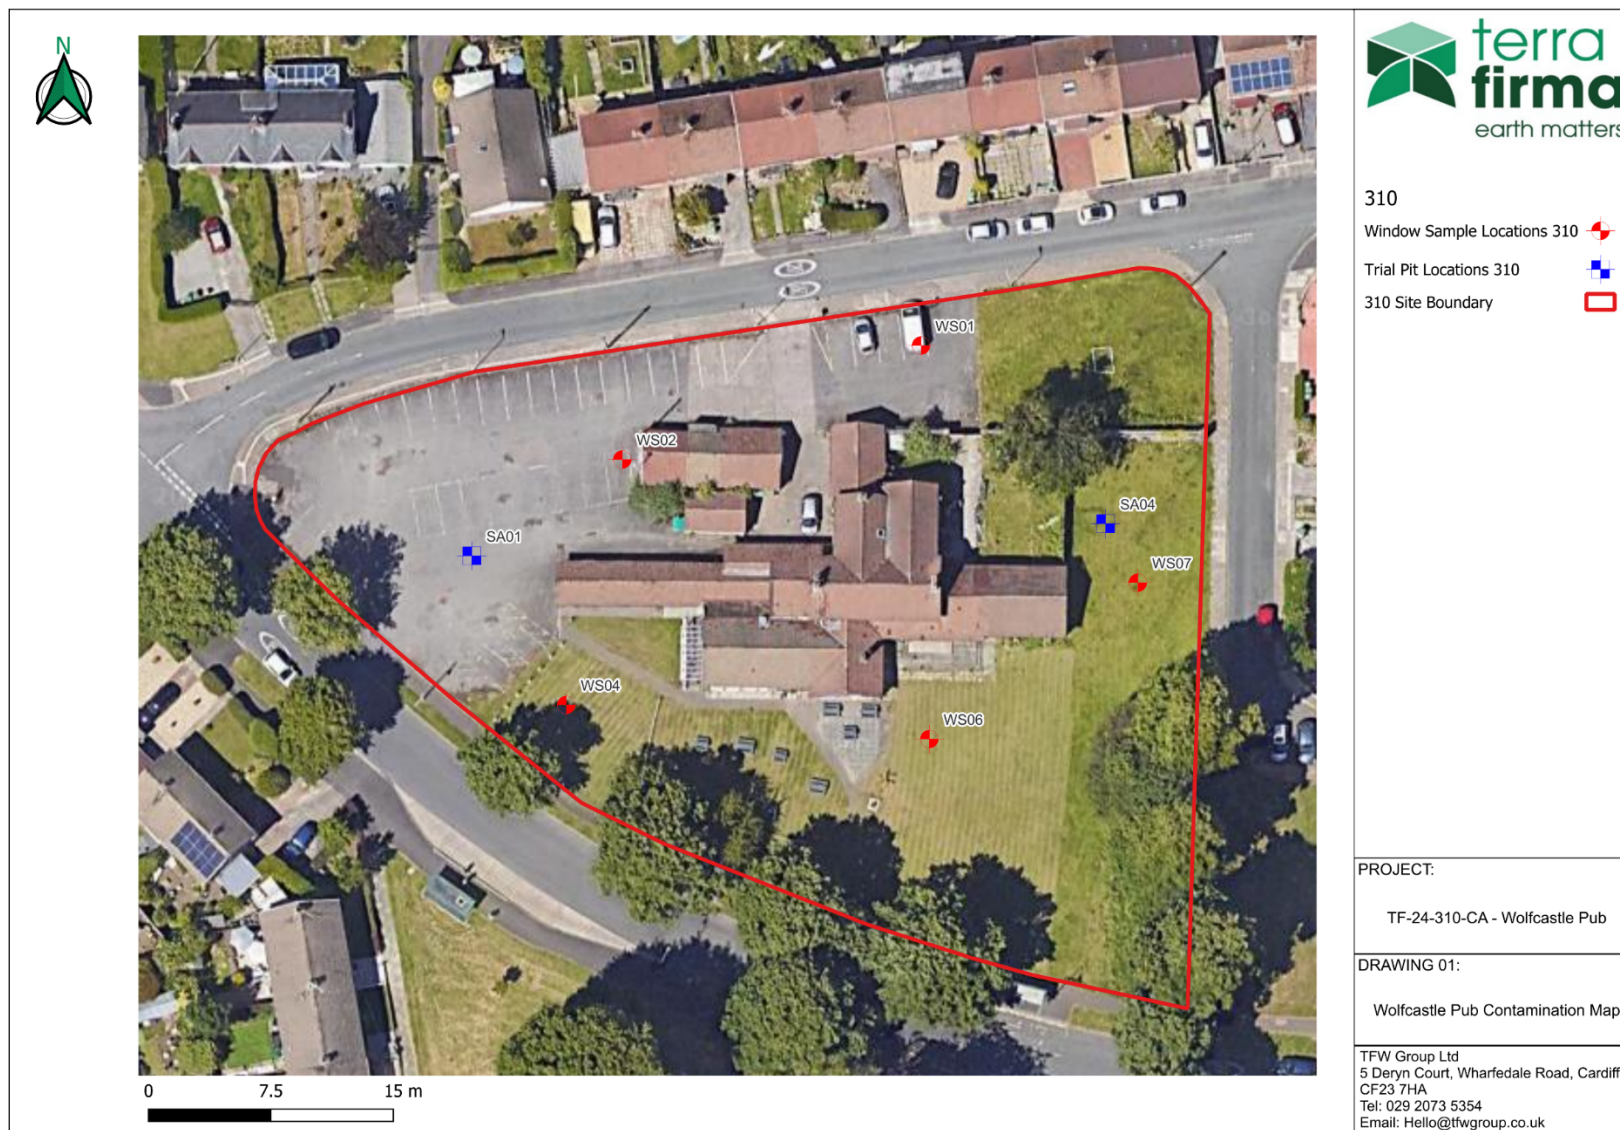 N
terra
firma
earth matters
310
Window Sample Locations 310
Trial Pit Locations 310
310 Site Boundary
WS01
WS02
SA04
SA01
WS07
WS04
WS06
PROJECT:
TF-24-310-CA - Wolfcastle Pub
DRAWING 01:
Wolfcastle Pub Contamination Map
TFW Group Ltd
5 Deryn Court, Wharfedale Road, Cardiff
CF23 7HA
Tel: 029 2073 5354
Email: Hello@tfwgroup.co.uk
0 7.5 15 m